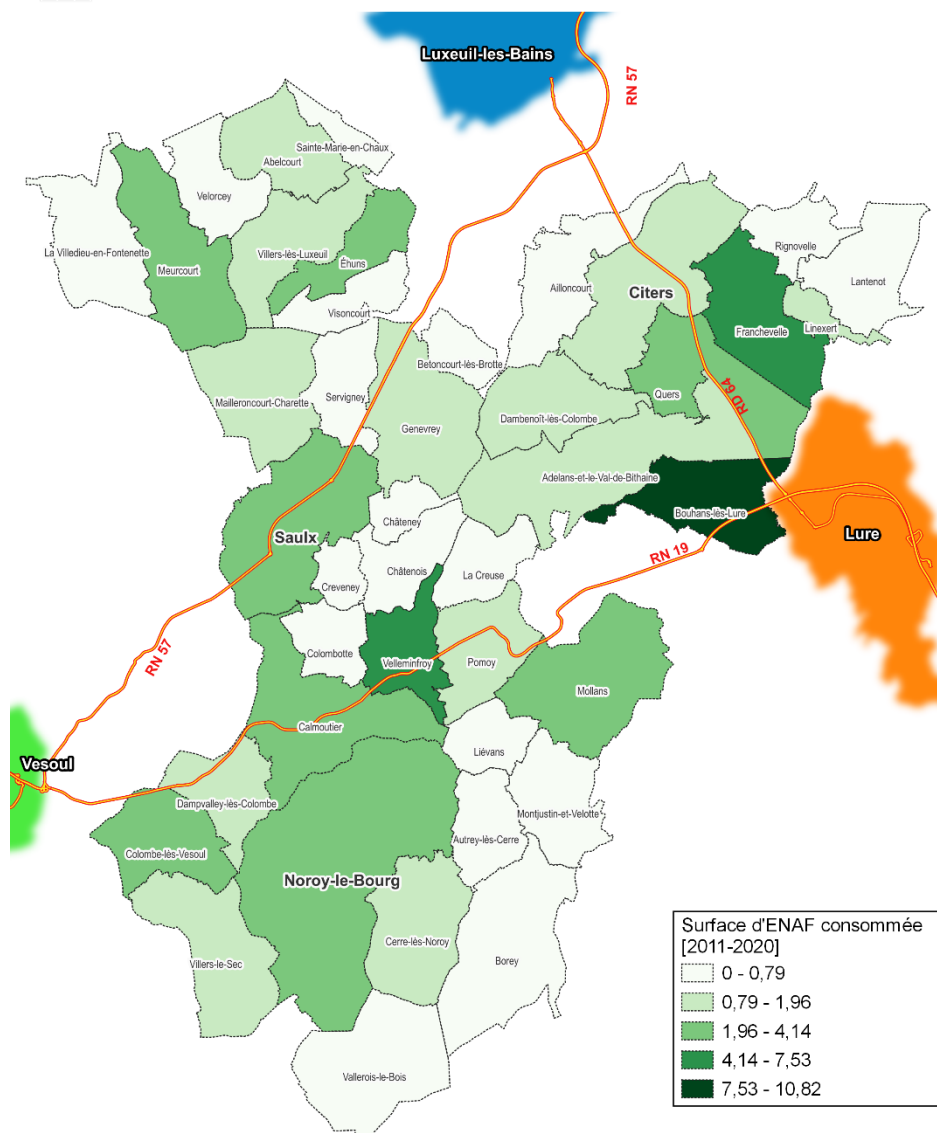 Luxeuil-les-Bains
RN 57
Sainte-Marie-en-Chaux
Abelcourt
Velorcey
La Villedieu-en-Fontenette
Villers-lès-Luxeuil
Meurcourt
Éhuns
Visoncourt
Rignovelle
Lantenot
Ailloncourt
Citers
Franchevelle
Linexert
Betoncourt-lès-Brotte
Servigney
Mailleroncourt-Charette
Genevrey
Quers
RD 64
Dambenoît-lès-Colombe
Adelans-et-le-Val-de-Bithaine
Bouhans-lès-Lure
Lure
Châteney
Saulx
RN 19
Châtenois
La Creuse
Creveney
Colombotte
Velleminfroy
Pomoy
RN 57
Mollans
Calmoutier
Liévans
Vesoul
Dampvalley-lès-Colombe
Montjustin-et-Velotte
Autrey-lès-Cerre
Colombe-lès-Vesoul
Noroy-le-Bourg
Cerre-lès-Noroy
Villers-le-Sec
Borey
Vallerois-le-Bois
Surface d'ENAF consommée
[2011-2020]
0 - 0,79
0,79 - 1,96
1,96 - 4,14
4,14 - 7,53
7,53 - 10,82